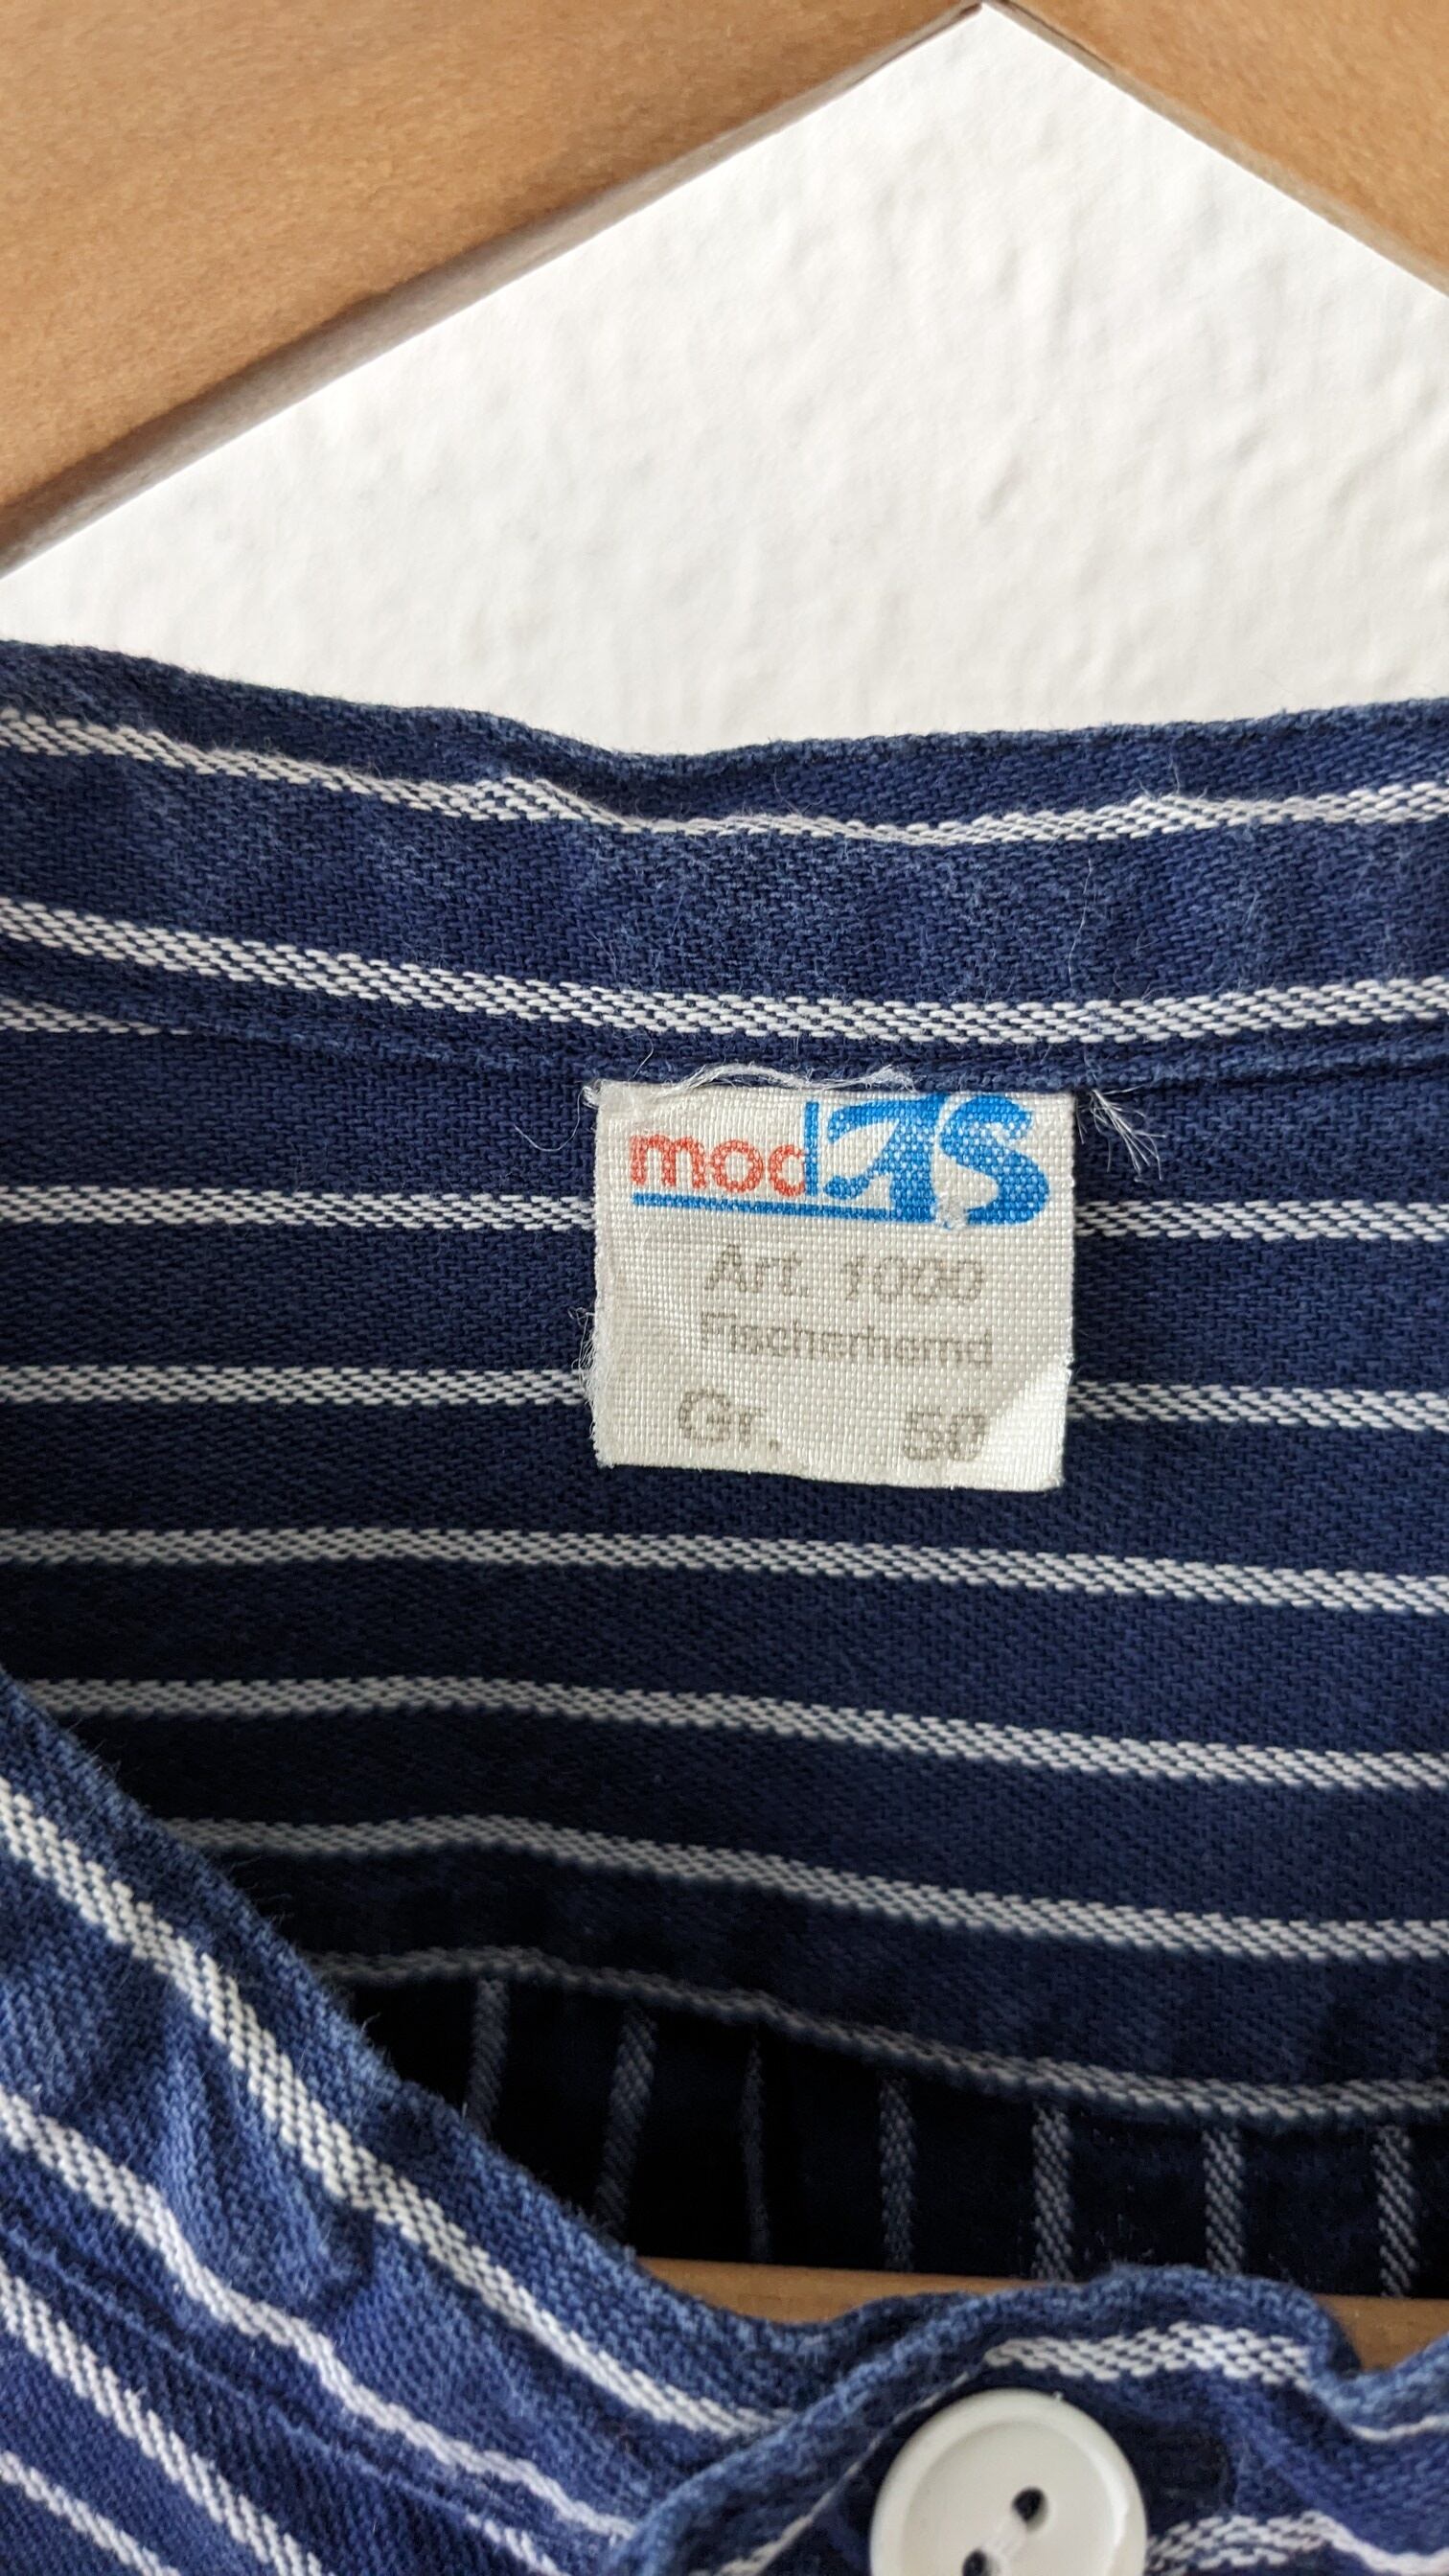 modAS
Art. 1000
Fischerhemd
Gr. 50